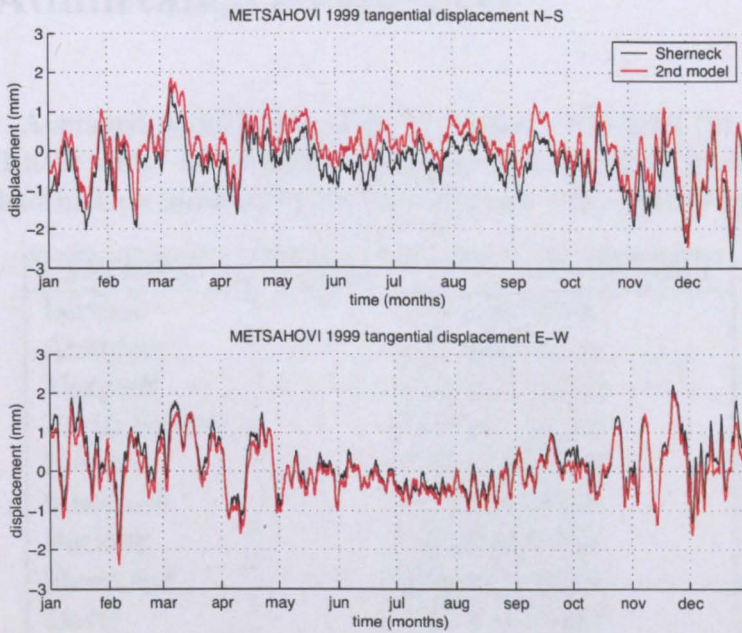 METSAHOVI 1999 tangential displacement N-S
3
2
1
0
-1
-2
-3
displacement (mm)
Sherneck
2nd model
jan feb mar apr may jun jul aug sep oct nov dec
time (months)
METSAHOVI 1999 tangential displacement E-W
3
2
1
0
-1
-2
-3
displacement (mm)
jan feb mar apr may jun jul aug sep oct nov dec
time (months)